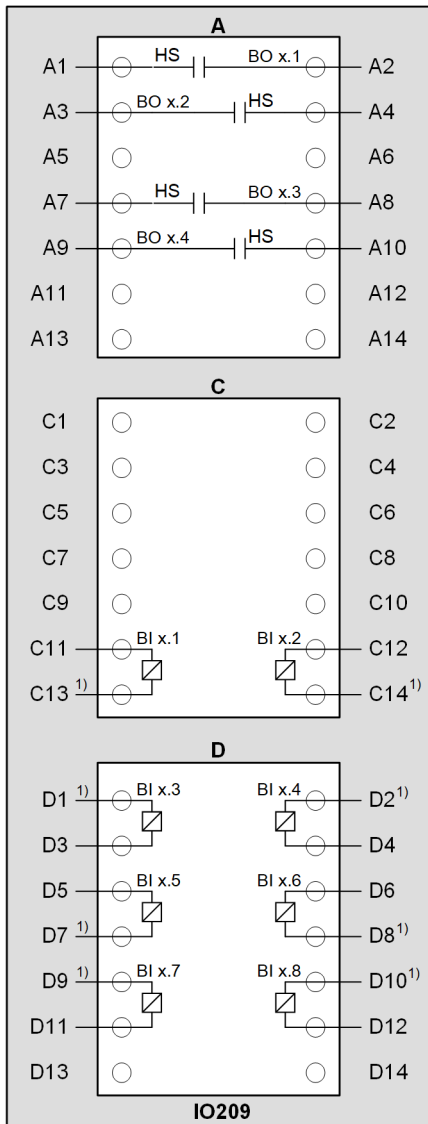 A
A1 HS BO x.1 A2
A3 BO x.2 HS A4
A5 A6
A7 HS BO x.3 A8
A9 BO x.4 HS A10
A11 A12
A13 A14
C
C1 C2
C3 C4
C5 C6
C7 C8
C9 C10
C11 BI x.1 BI x.2 C12
C13 1) C14 1)
D
D1 1) BI x.3 BI x.4 D2 1)
D3 D4
D5 BI x.5 BI x.6 D6
D7 1) D8 1)
D9 1) BI x.7 BI x.8 D10 1)
D11 D12
D13 D14
IO209